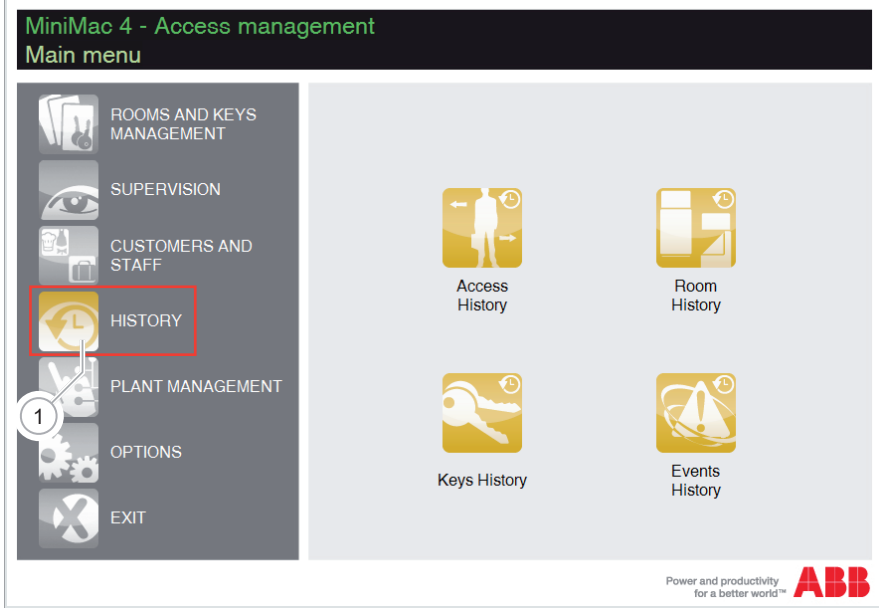 MiniMac 4 - Access management
Main menu
ROOMS AND KEYS
MANAGEMENT
SUPERVISION
CUSTOMERS AND
STAFF
HISTORY
PLANT MANAGEMENT
1
OPTIONS
EXIT
Access
History
Room
History
Keys History
Events
History
Power and productivity
for a better world™
ABB